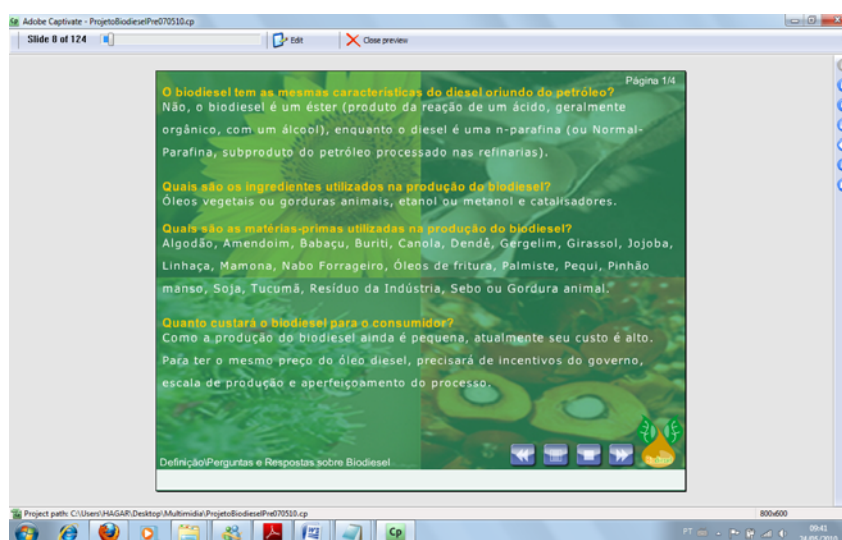 Adobe Captivate - ProjetoBiodieselPre070510.cp
Slide 8 of 124
Edit
Close preview
Página 1/4
O biodiesel tem as mesmas características do diesel oriundo do petróleo?
Não, o biodiesel é um éster (produto da reação de um ácido, geralmente
orgânico, com um álcool), enquanto o diesel é uma n-parafina (ou Normal-
Parafina, subproduto do petróleo processado nas refinarias).
Quais são os ingredientes utilizados na produção do biodiesel?
Óleos vegetais ou gorduras animais, etanol ou metanol e catalisadores.
Quais são as matérias-primas utilizadas na produção do biodiesel?
Algodão, Amendoim, Babaçu, Buriti, Canola, Dendê, Gergelim, Girassol, Jojoba,
Linhaça, Mamona, Nabo Forrageiro, Óleos de fritura, Palmiste, Pequi, Pinhão
manso, Soja, Tucumã, Resíduo da Indústria, Sebo ou Gordura animal.
Quanto custará o biodiesel para o consumidor?
Como a produção do biodiesel ainda é pequena, atualmente seu custo é alto.
Para ter o mesmo preço do óleo diesel, precisará de incentivos do governo,
escala de produção e aperfeiçoamento do processo.
Definição\Perguntas e Respostas sobre Biodiesel
Project path: C:\Users\HAGAR\Desktop\Multimidia\ProjetoBiodieselPre070510.cp
800x600
Cp
PT
09:41